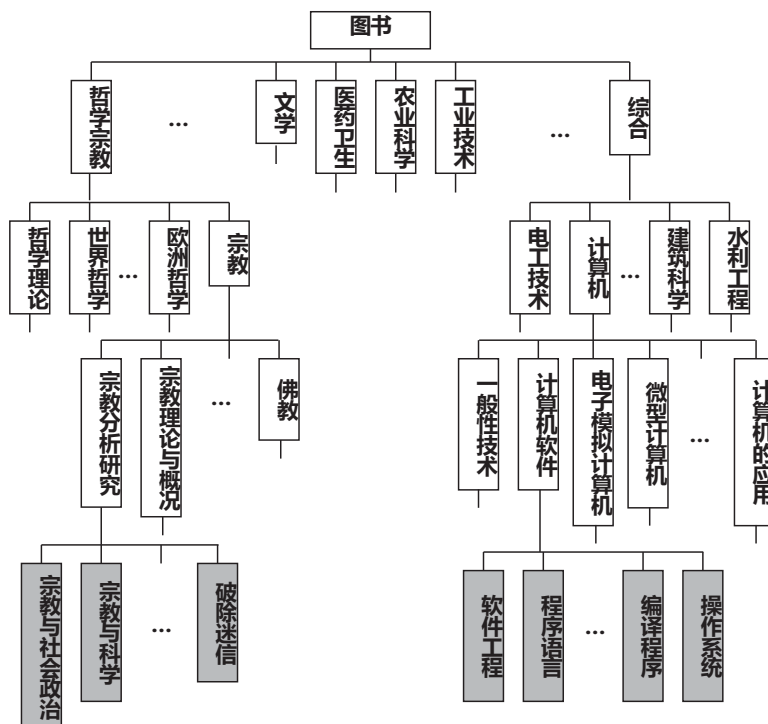 图书
哲学宗教
...
文学
医药卫生
农业科学
工业技术
...
综合
哲学理论
世界哲学
...
欧洲哲学
宗教
电工技术
计算机
...
建筑科学
水利工程
宗教分析研究
宗教理论与概况
...
佛教
一般性技术
计算机软件
电子模拟计算机
微型计算机
...
计算机的应用
宗教与社会政治
宗教与科学
...
破除迷信
软件工程
程序语言
...
编译程序
操作系统